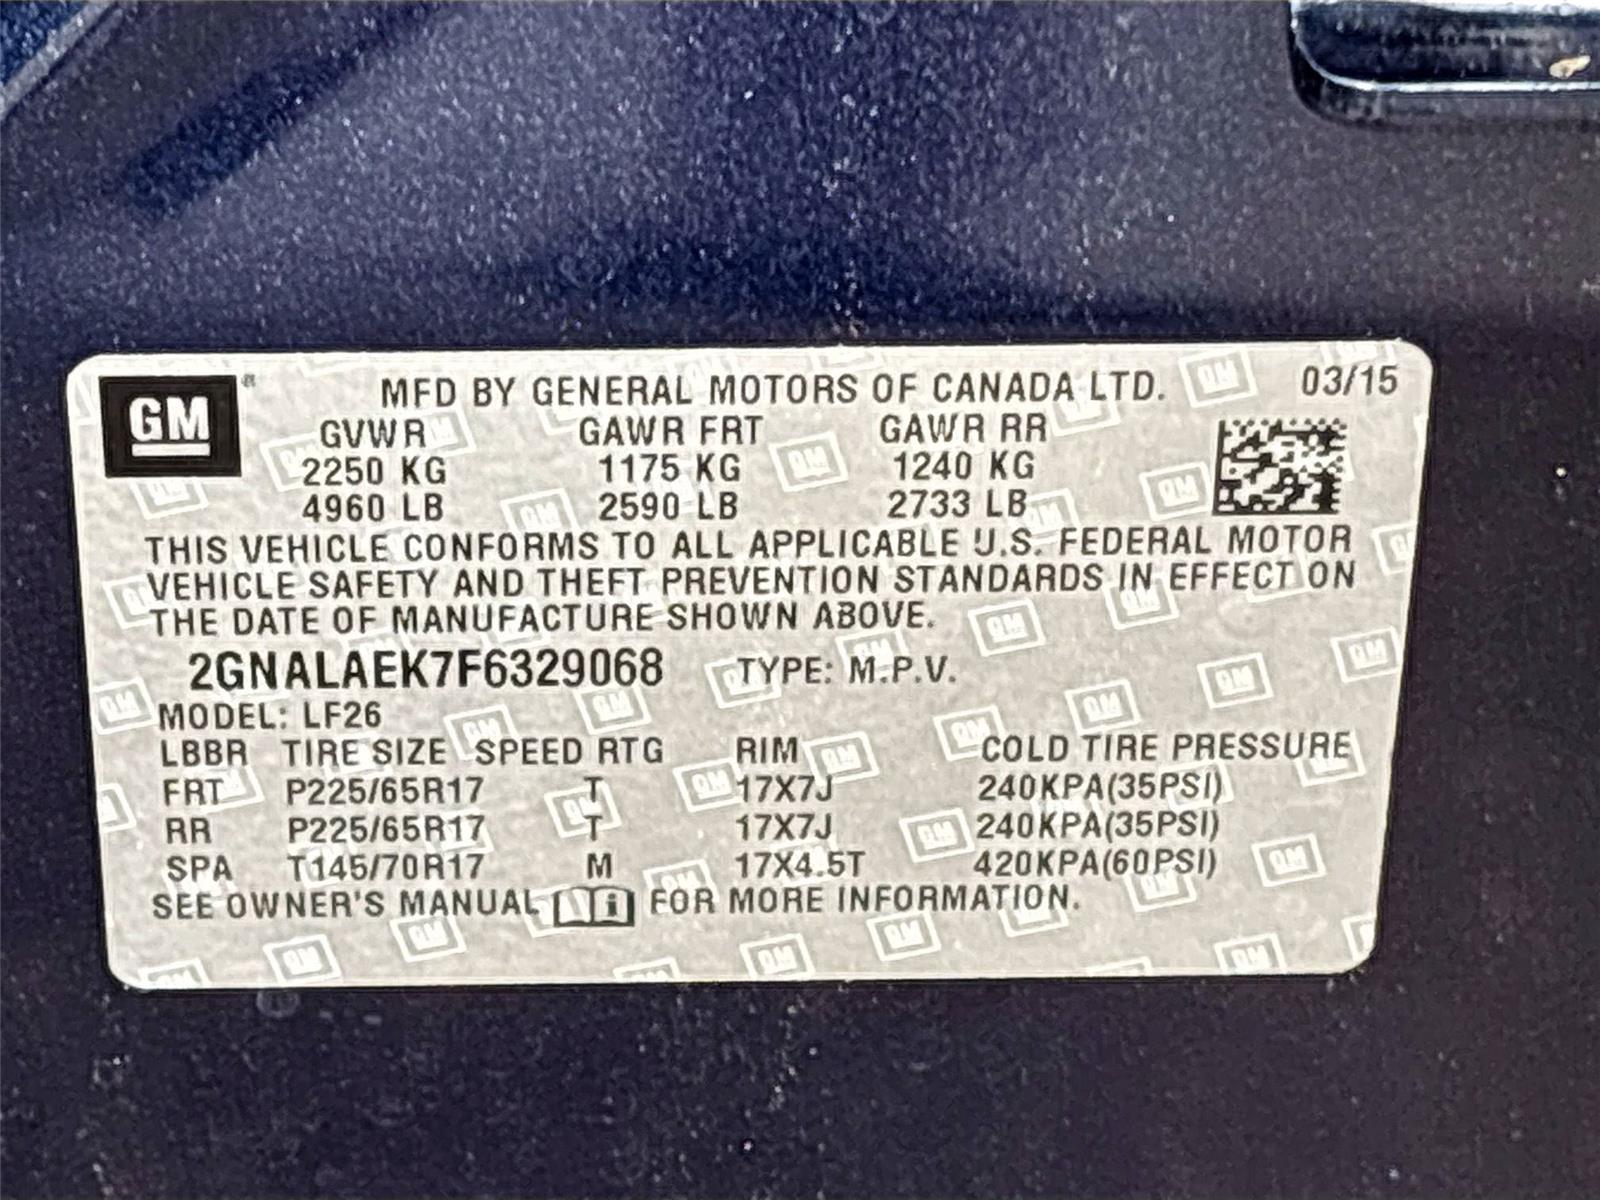 GM
MFD BY GENERAL MOTORS OF CANADA LTD. 03/15
GVWR GAWR FRT GAWR RR
2250 KG 1175 KG 1240 KG
4960 LB 2590 LB 2733 LB
THIS VEHICLE CONFORMS TO ALL APPLICABLE U.S. FEDERAL MOTOR
VEHICLE SAFETY AND THEFT PREVENTION STANDARDS IN EFFECT ON
THE DATE OF MANUFACTURE SHOWN ABOVE.
2GNALAEK7F6329068 TYPE: M.P.V.
MODEL: LF26
LBBR TIRE SIZE SPEED RTG RIM COLD TIRE PRESSURE
FRT P225/65R17 T 17X7J 240KPA(35PSI)
RR P225/65R17 T 17X7J 240KPA(35PSI)
SPA T145/70R17 M 17X4.5T 420KPA(60PSI)
SEE OWNER'S MANUAL i FOR MORE INFORMATION.